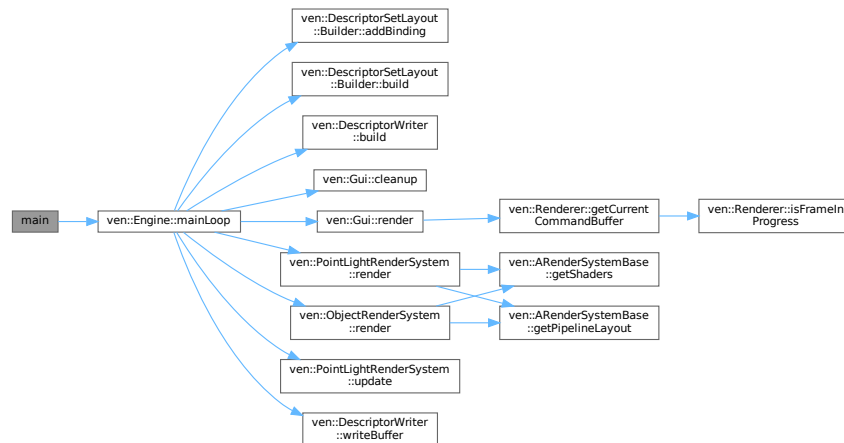 main
ven::Engine::mainLoop
ven::DescriptorSetLayout
::Builder::addBinding
ven::DescriptorSetLayout
::Builder::build
ven::DescriptorWriter
::build
ven::Gui::cleanup
ven::Gui::render
ven::Renderer::getCurrent
CommandBuffer
ven::Renderer::isFrameIn
Progress
ven::PointLightRenderSystem
::render
ven::ARenderSystemBase
::getShaders
ven::ObjectRenderSystem
::render
ven::ARenderSystemBase
::getPipelineLayout
ven::PointLightRenderSystem
::update
ven::DescriptorWriter
::writeBuffer